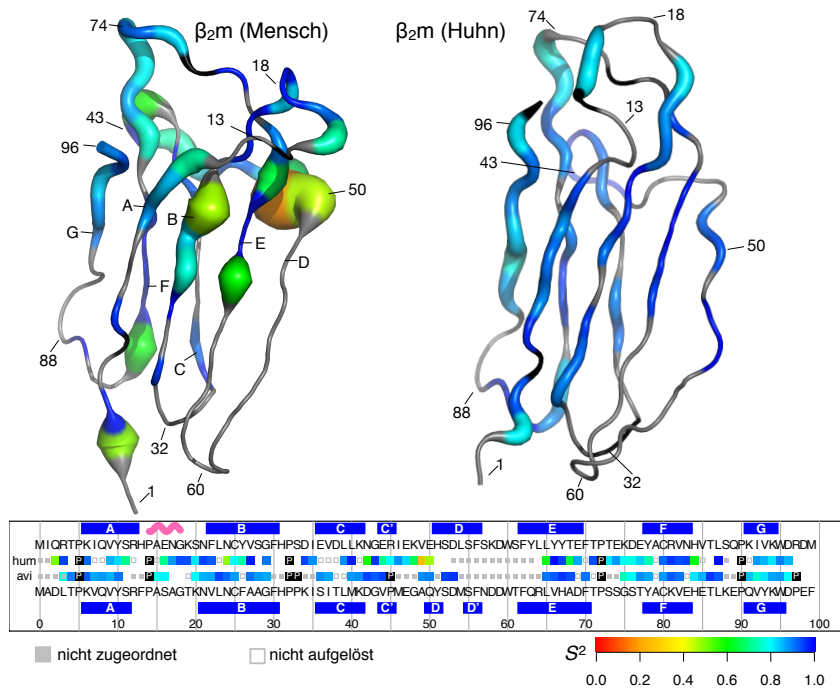 β₂m (Mensch)
β₂m (Huhn)
74
18
13
43
96
A
B
50
G
E
D
F
88
C
32
60
1
74
18
13
96
43
50
88
1
60
32
A B C C' D E F G
MIQRTPKIQVYSRHPAENGKSNFLNCYVSGFHPSDIEVDLLKNGERIEKVEHSDLSFSKDWSFYLLYYTEFTPTEKDEYACRVNHVTLSQPKIVKWDRDM
hum P P P P P
avi P P P P P P P P
MADLTPKVQVYSRFPASAGTKNVLNCFAAGFHPPKISITLMKDGVPMEGAQYSDMSFNDDWTFQRLVHADFTPSSGSTYACKVEHETLKEPQVYKWDPEF
A B C C' D D' E F G
0 10 20 30 40 50 60 70 80 90 100
nicht zugeordnet
nicht aufgelöst
S²
0.0 0.2 0.4 0.6 0.8 1.0